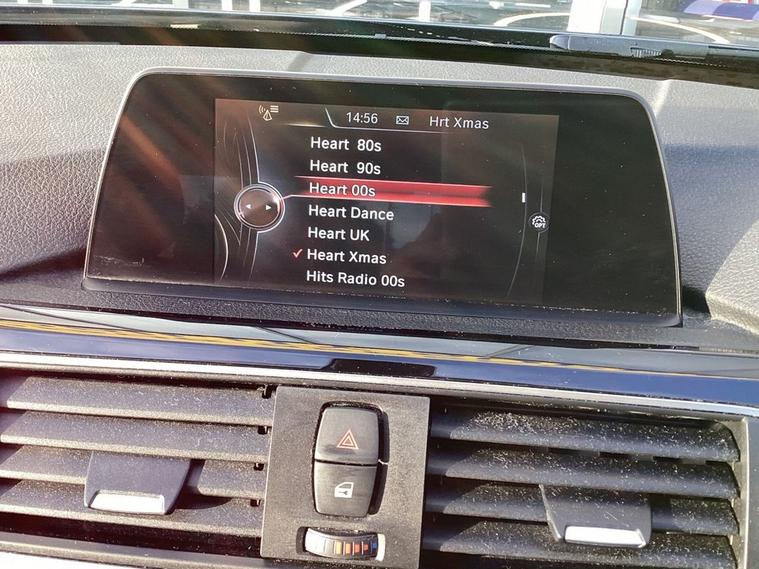 14:56 Hrt Xmas
Heart 80s
Heart 90s
Heart 00s
Heart Dance
Heart UK
Heart Xmas
Hits Radio 00s
OPT